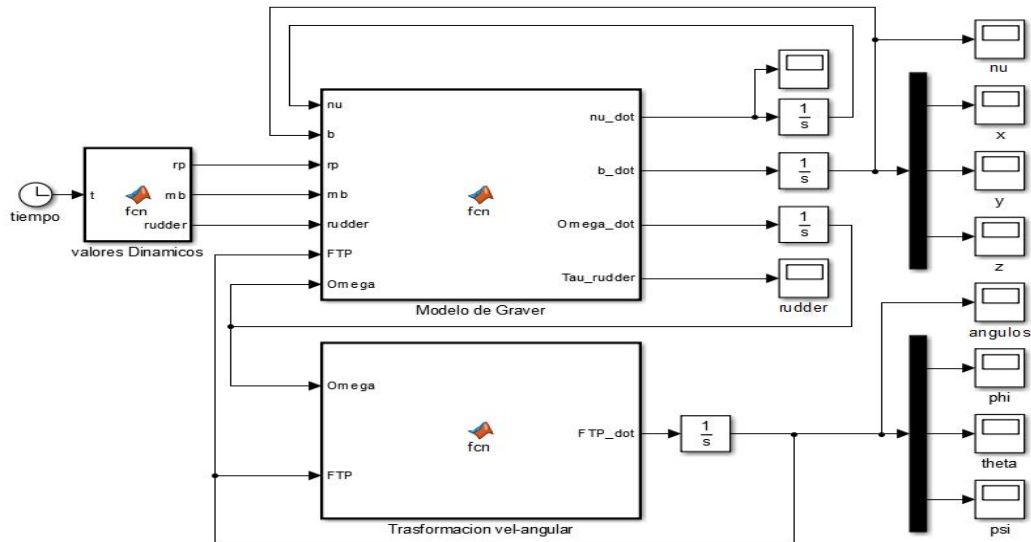 tiempo
t
fcn
rp
mb
rudder
valores Dinamicos
nu
b
rp
mb
rudder
FTP
Omega
fcn
nu_dot
b_dot
Omega_dot
Tau_rudder
Modelo de Graver
1
s
1
s
1
s
rudder
Omega
FTP
fcn
FTP_dot
Trasformacion vel-angular
1
s
nu
x
y
z
angulos
phi
theta
psi